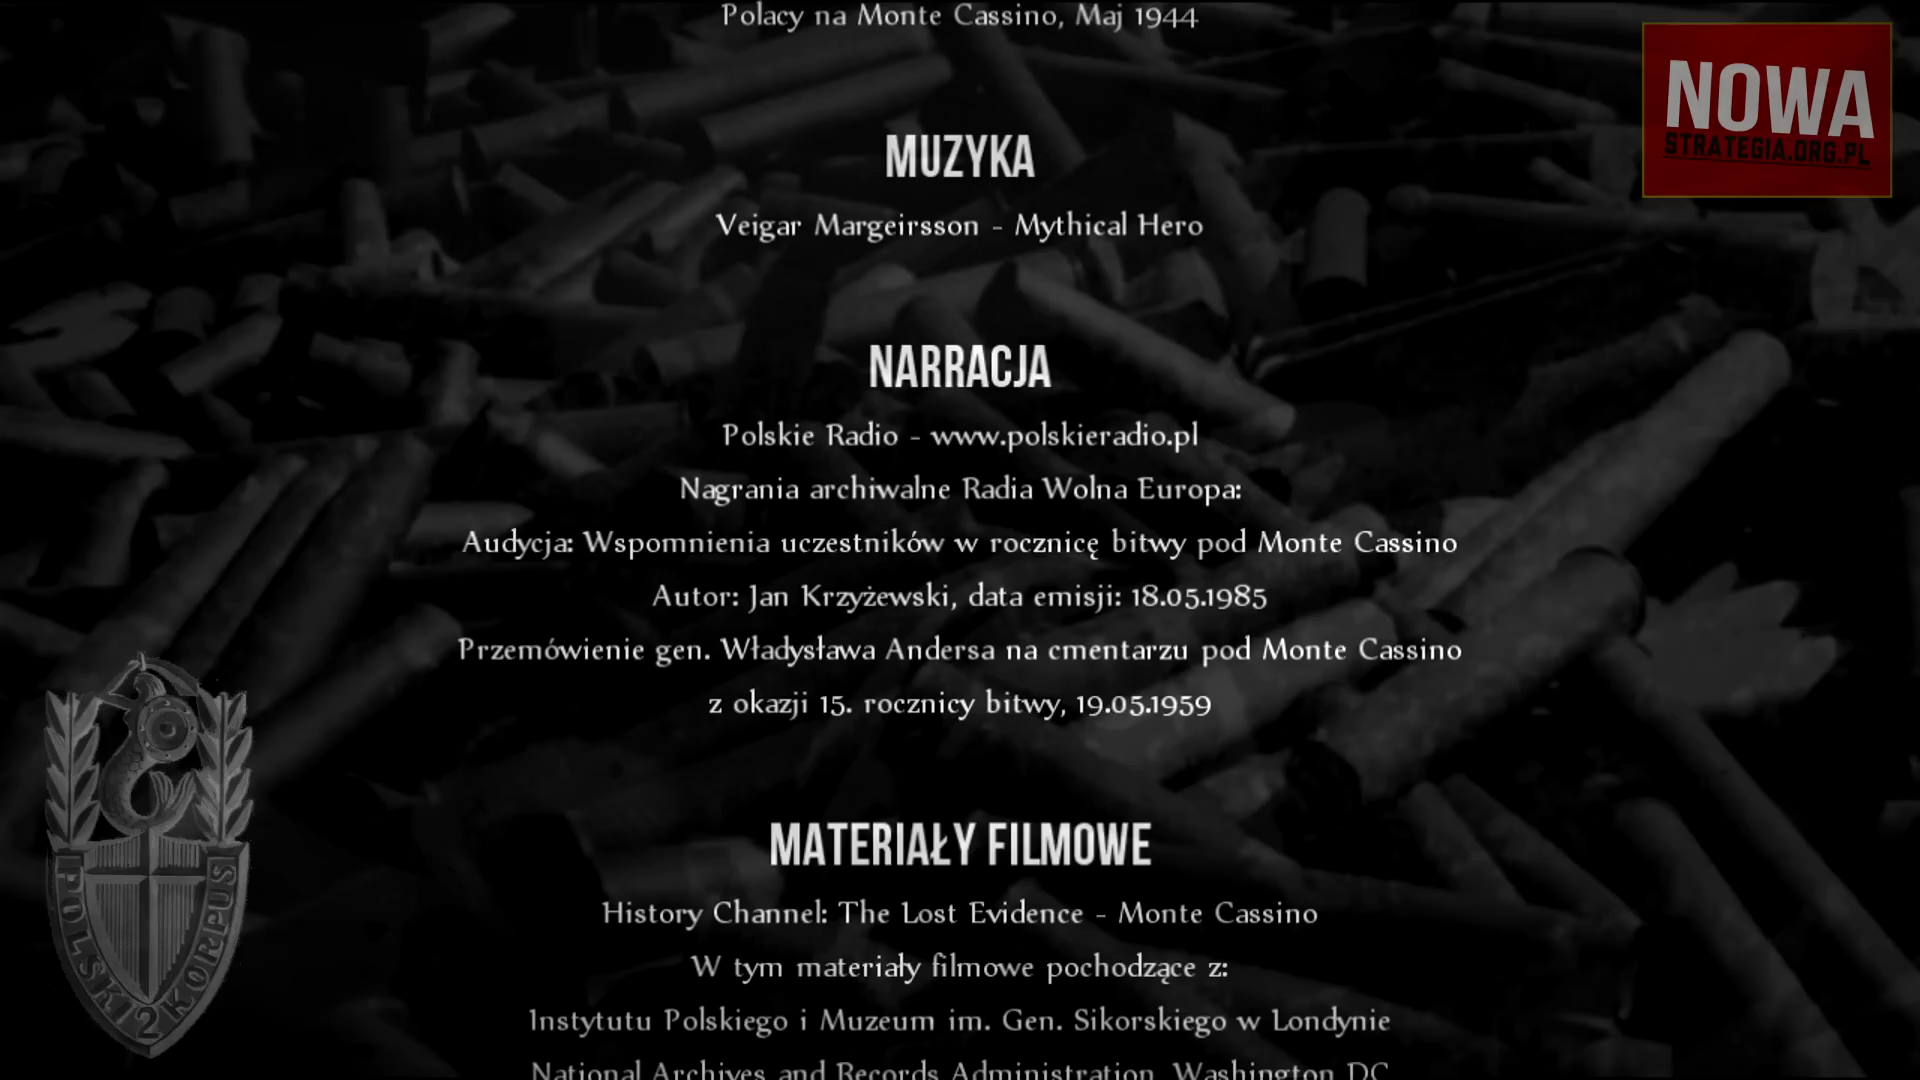 Polacy na Monte Cassino, Maj 1944
NOWA
STRATEGIA.ORG.PL
MUZYKA
Veigar Margeirsson - Mythical Hero
NARRACJA
Polskie Radio - www.polskieradio.pl
Nagrania archiwalne Radia Wolna Europa:
Audycja: Wspomnienia uczestników w rocznicę bitwy pod Monte Cassino
Autor: Jan Krzyżewski, data emisji: 18.05.1985
Przemówienie gen. Władysława Andersa na cmentarzu pod Monte Cassino
z okazji 15. rocznicy bitwy, 19.05.1959
MATERIAŁY FILMOWE
History Channel: The Lost Evidence - Monte Cassino
W tym materiały filmowe pochodzące z:
Instytutu Polskiego i Muzeum im. Gen. Sikorskiego w Londynie
National Archives and Records Administration, Washington DC
POLSKI 2 KORPUS